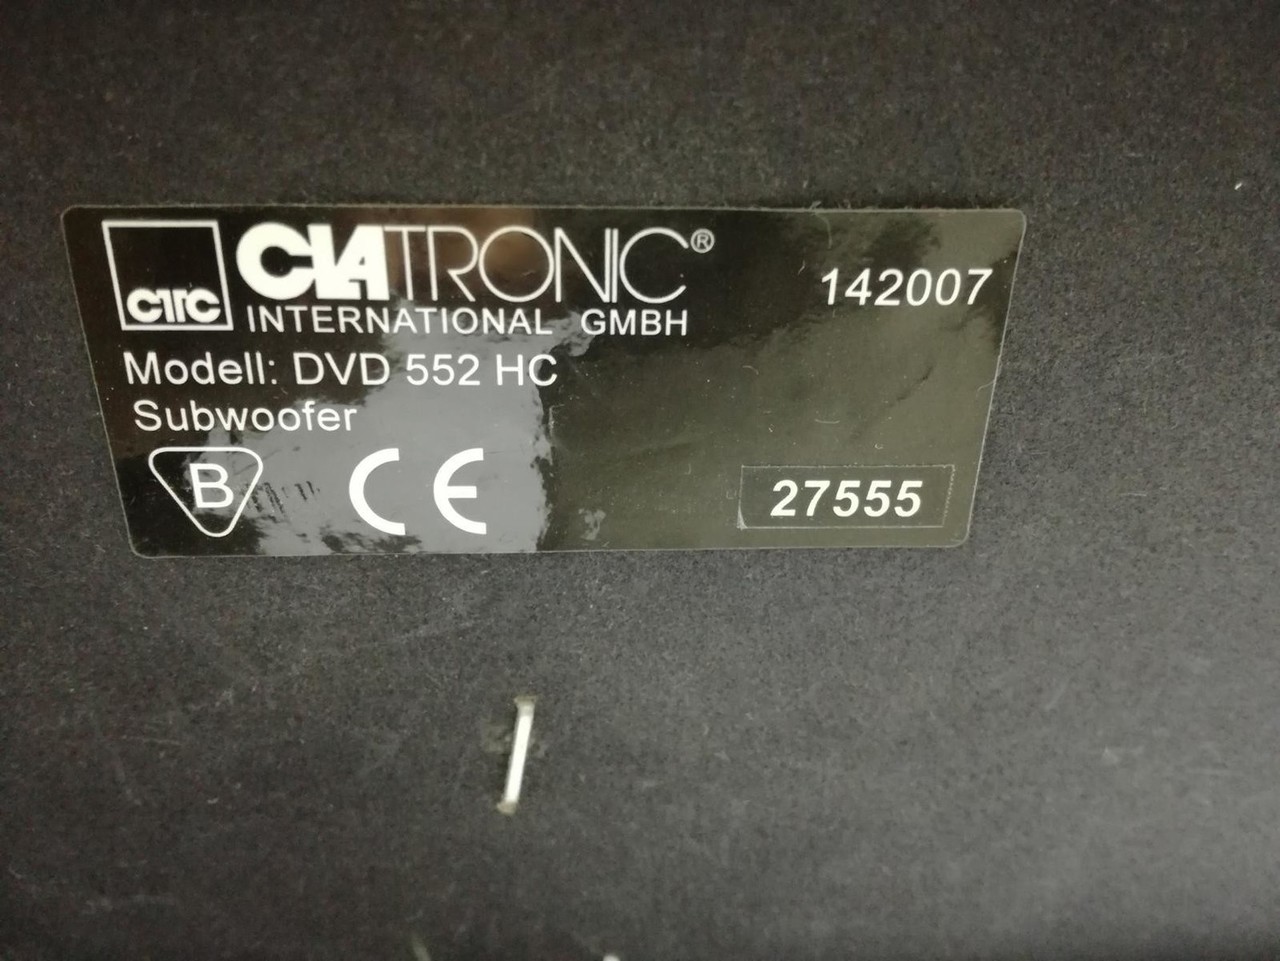 CTC CLATRONIC® 142007
INTERNATIONAL GMBH
Modell: DVD 552 HC
Subwoofer
B CE 27555